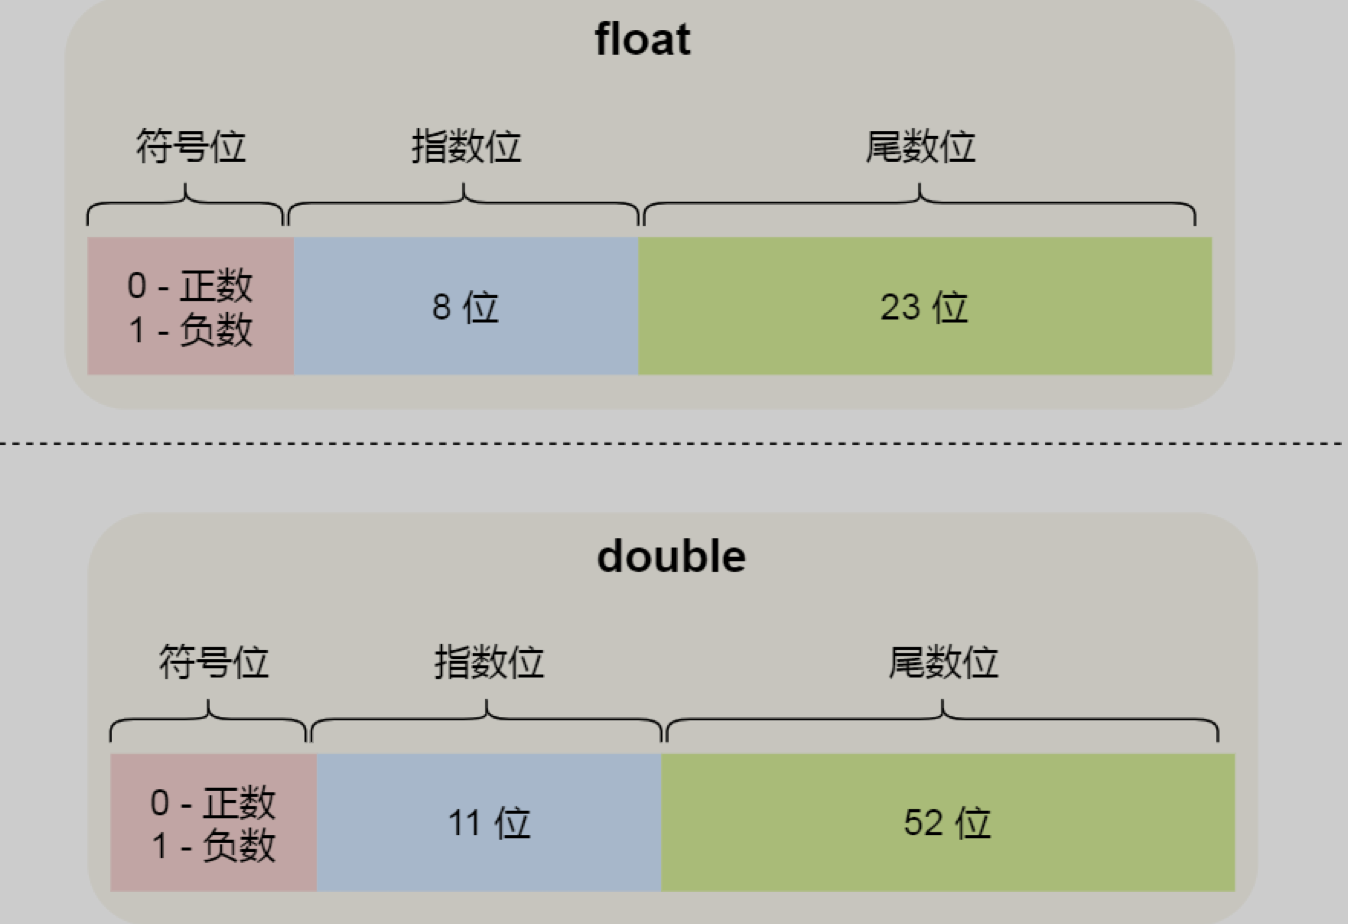 float
符号位
指数位
尾数位
0 - 正数
1 - 负数
8 位
23 位
double
符号位
指数位
尾数位
0 - 正数
1 - 负数
11 位
52 位